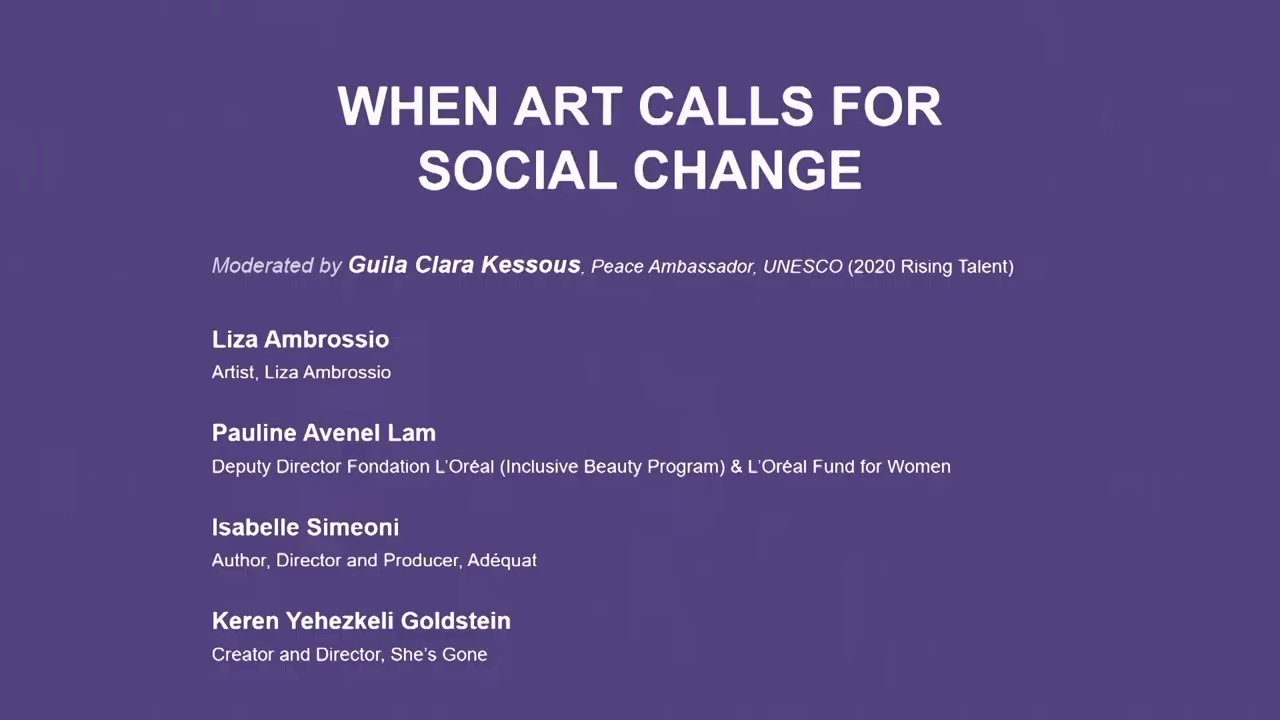 WHEN ART CALLS FOR
SOCIAL CHANGE
Moderated by Guila Clara Kessous, Peace Ambassador, UNESCO (2020 Rising Talent)
Liza Ambrossio
Artist, Liza Ambrossio
Pauline Avenel Lam
Deputy Director Fondation L’Oréal (Inclusive Beauty Program) & L’Oréal Fund for Women
Isabelle Simeoni
Author, Director and Producer, Adéquat
Keren Yehezkeli Goldstein
Creator and Director, She’s Gone